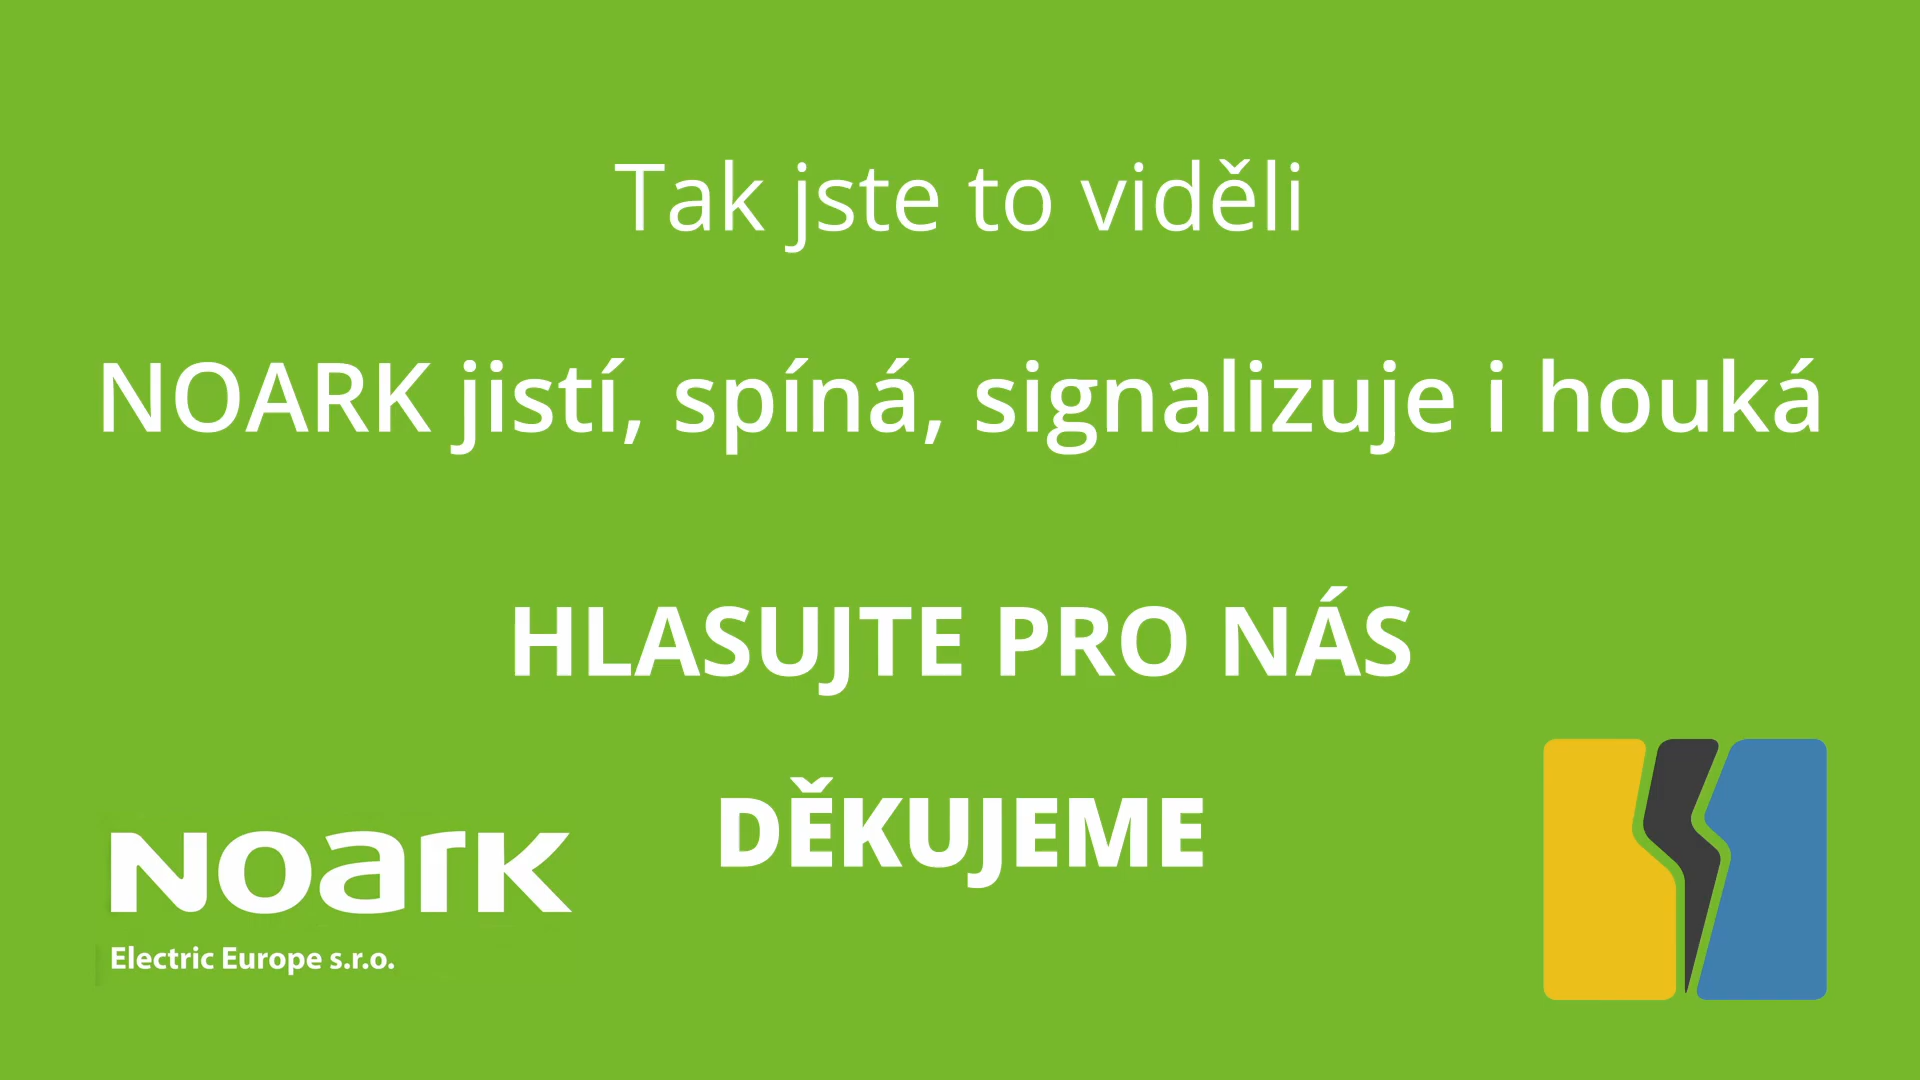 Tak jste to viděli
NOARK jistí, spíná, signalizuje i houká
HLASUJTE PRO NÁS
DĚKUJEME
NOARK
Electric Europe s.r.o.